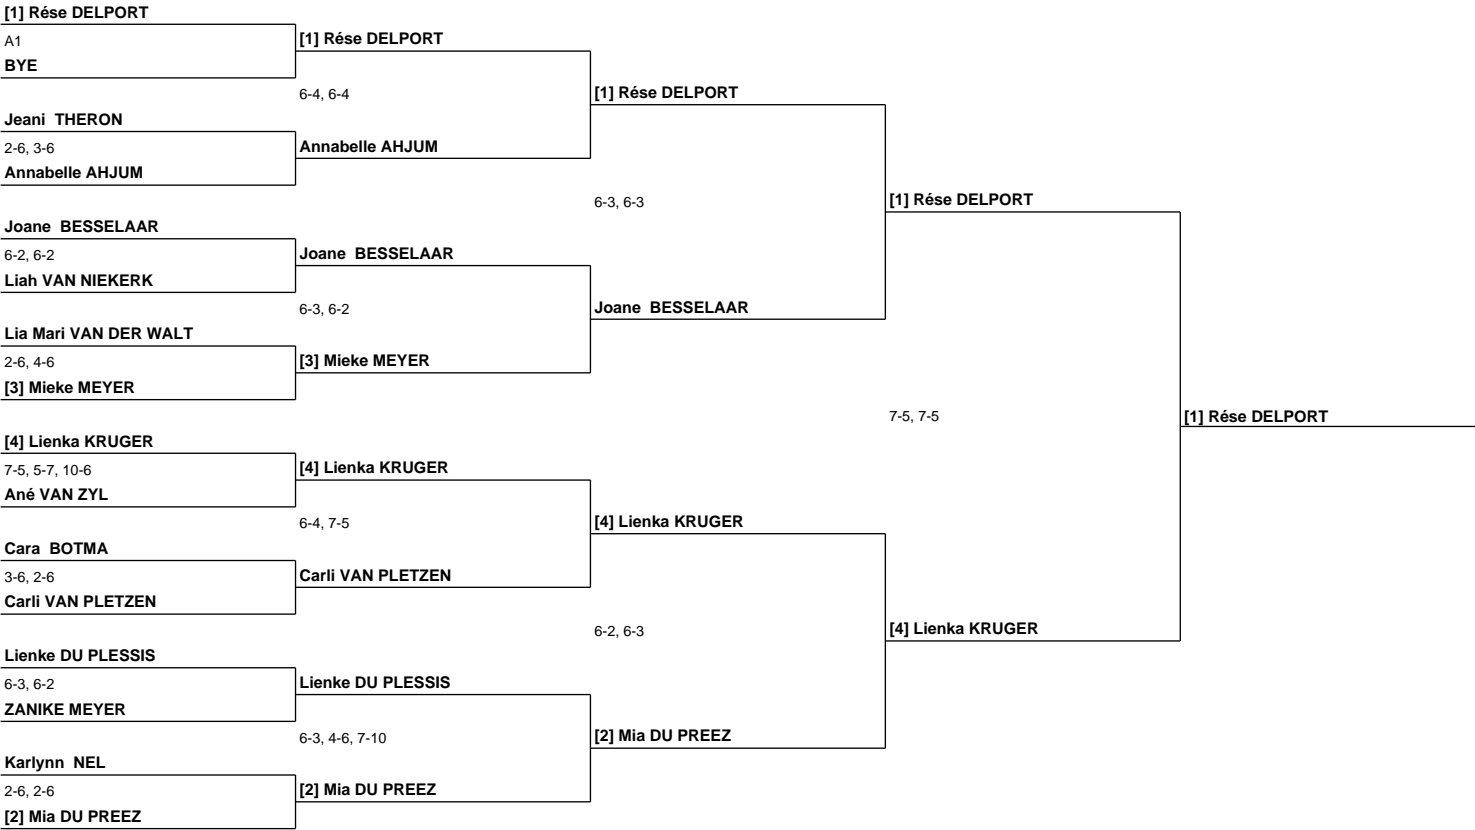 [1] Rése DELPORT
A1
BYE
Jeani  THERON
2-6, 3-6
Annabelle AHJUM
Joane  BESSELAAR
6-2, 6-2
Liah VAN NIEKERK
Lia Mari VAN DER WALT
2-6, 4-6
[3] Mieke MEYER
[4] Lienka KRUGER
7-5, 5-7, 10-6
Ané VAN ZYL
Cara  BOTMA
3-6, 2-6
Carli VAN PLETZEN
Lienke DU PLESSIS
6-3, 6-2
ZANIKE MEYER
Karlynn  NEL
2-6, 2-6
[2] Mia DU PREEZ
[1] Rése DELPORT
6-4, 6-4
Annabelle AHJUM
Joane  BESSELAAR
6-3, 6-2
[3] Mieke MEYER
[4] Lienka KRUGER
6-4, 7-5
Carli VAN PLETZEN
Lienke DU PLESSIS
6-3, 4-6, 7-10
[2] Mia DU PREEZ
[1] Rése DELPORT
6-3, 6-3
Joane  BESSELAAR
[4] Lienka KRUGER
6-2, 6-3
[2] Mia DU PREEZ
[1] Rése DELPORT
7-5, 7-5
[4] Lienka KRUGER
[1] Rése DELPORT